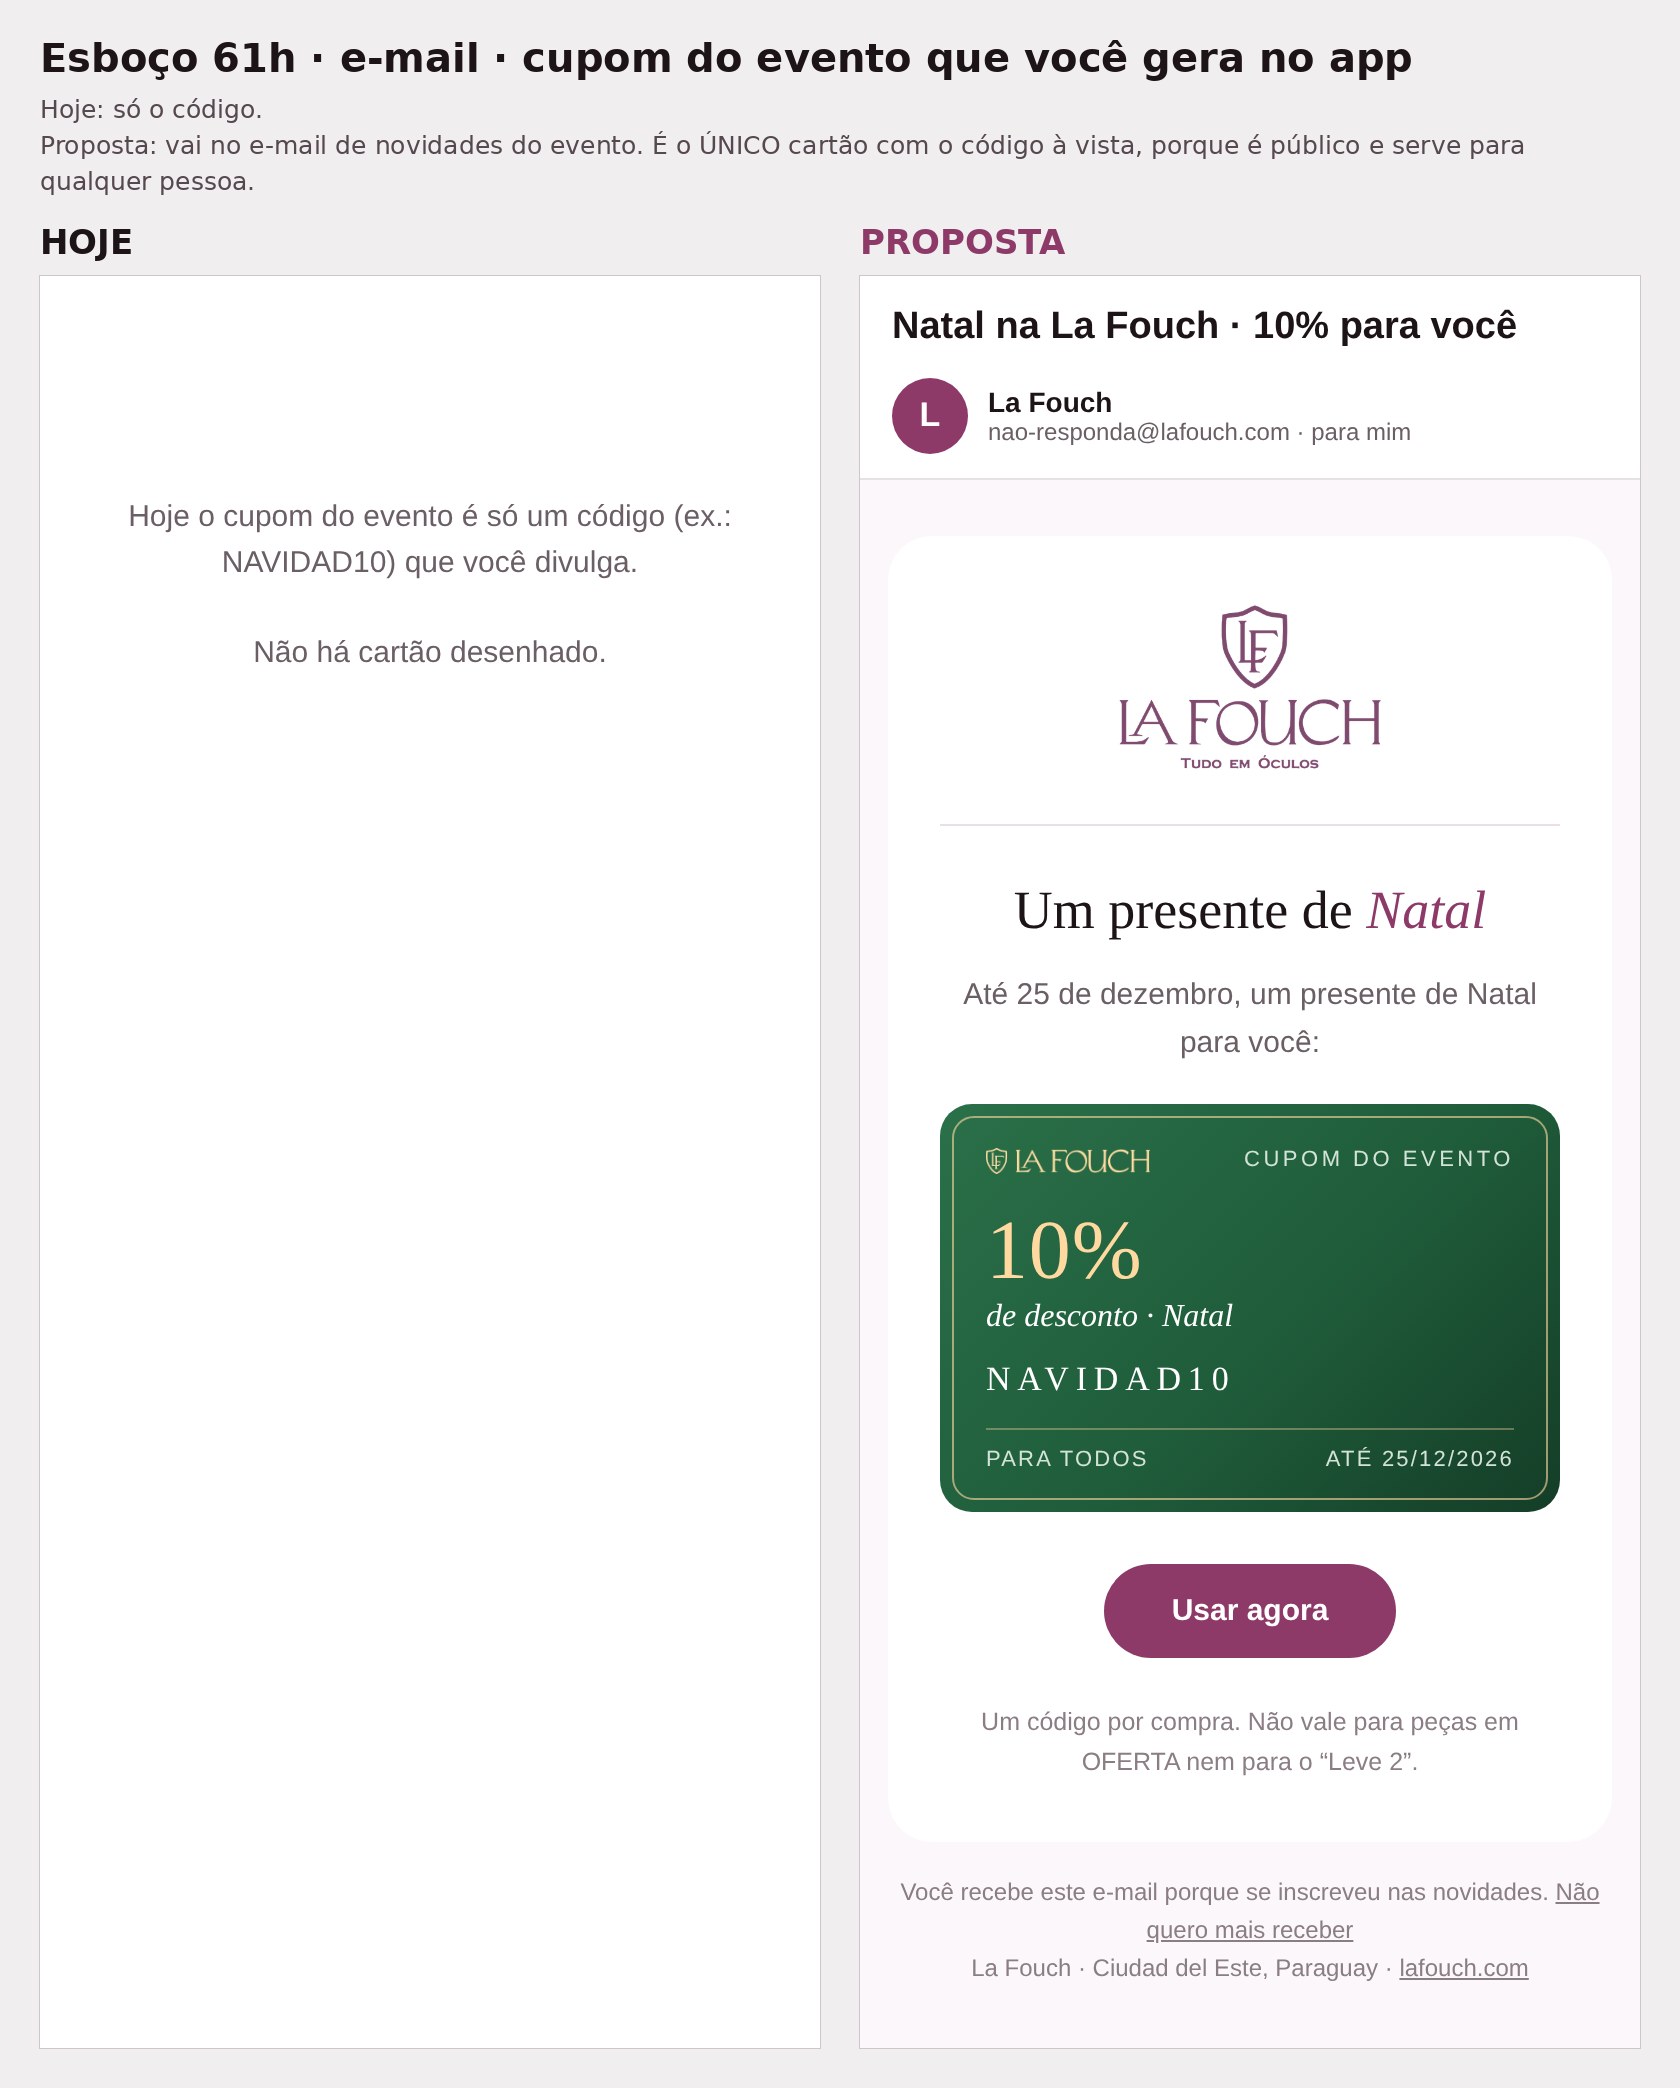 Esboço 61h · e-mail · cupom do evento que você gera no app
Hoje: só o código.
Proposta: vai no e-mail de novidades do evento. É o ÚNICO cartão com o código à vista, porque é público e serve para
qualquer pessoa.
HOJE
Hoje o cupom do evento é só um código (ex.:
NAVIDAD10) que você divulga.
Não há cartão desenhado.
PROPOSTA
Natal na La Fouch · 10% para você
L
La Fouch
nao-responda@lafouch.com · para mim
LF
LA FOUCH
Tudo em Óculos
Um presente de Natal
Até 25 de dezembro, um presente de Natal
para você:
LF LA FOUCH
CUPOM DO EVENTO
10%
de desconto · Natal
NAVIDAD10
PARA TODOS
ATÉ 25/12/2026
Usar agora
Um código por compra. Não vale para peças em
OFERTA nem para o “Leve 2”.
Você recebe este e-mail porque se inscreveu nas novidades. Não
quero mais receber
La Fouch · Ciudad del Este, Paraguay · lafouch.com